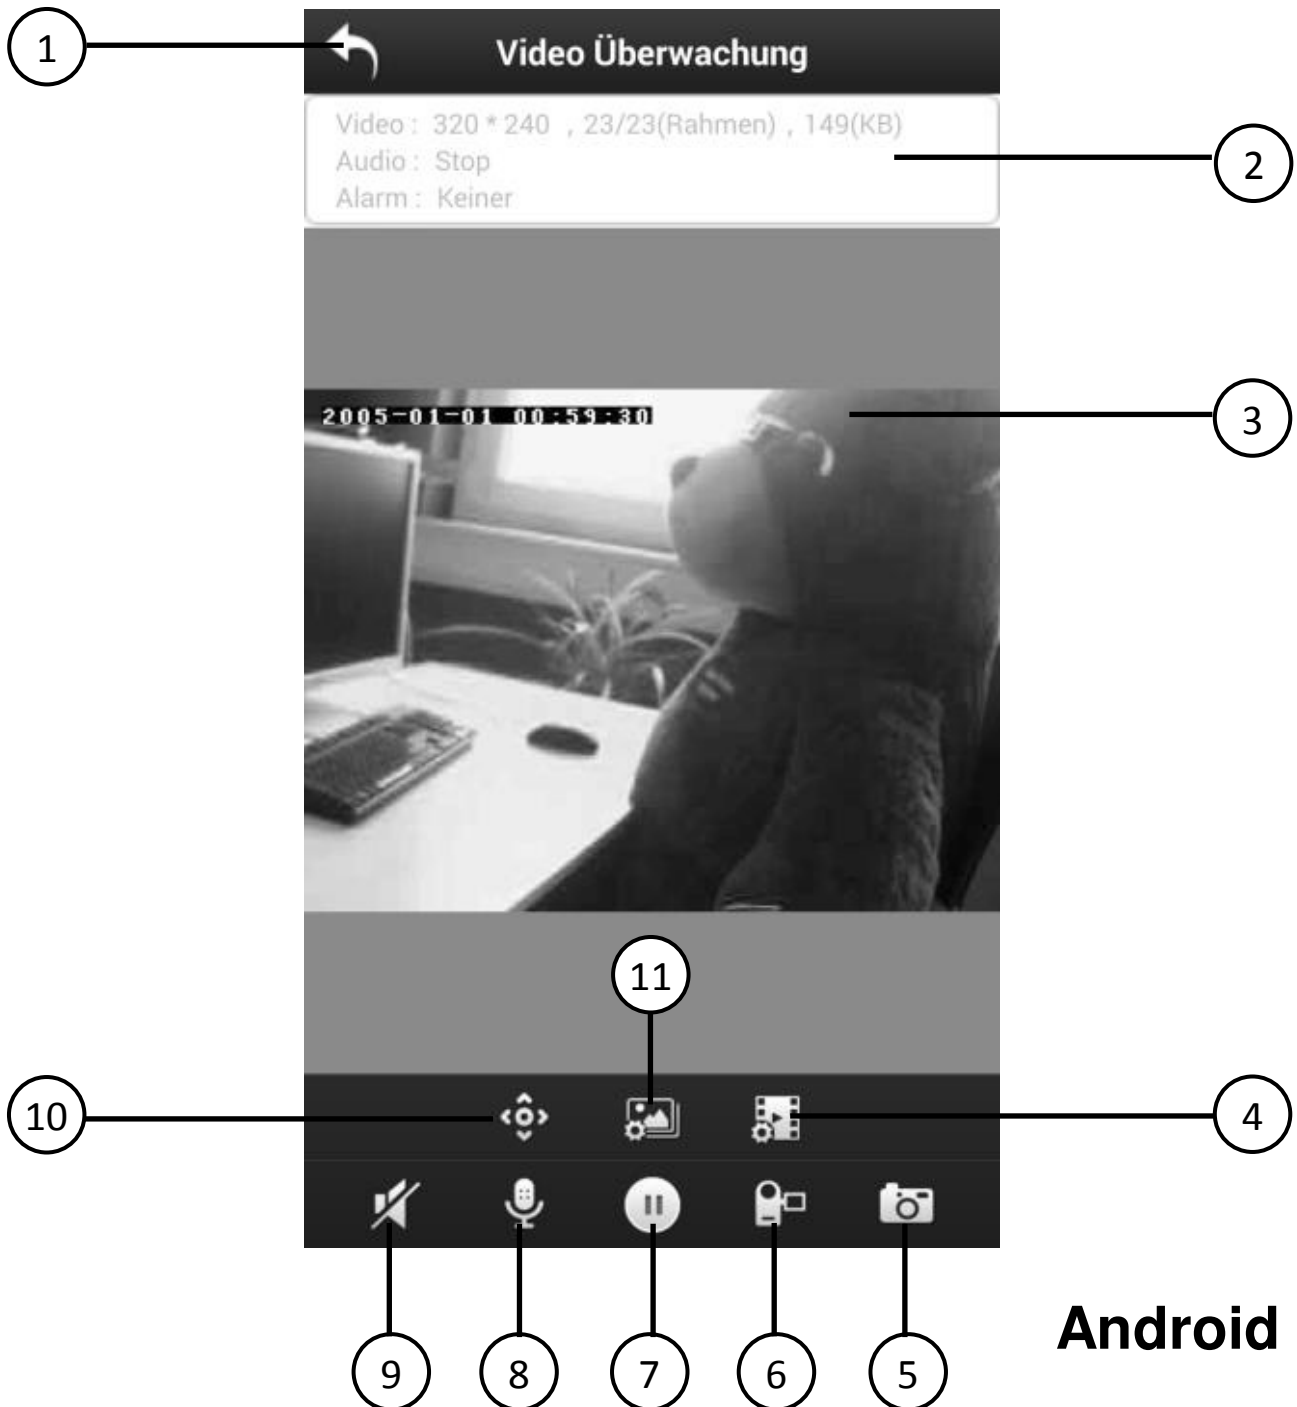 1
Video Überwachung
Video : 320 * 240 , 23/23(Rahmen) , 149(KB)
Audio : Stop
Alarm : Keiner
2
2005-01-01 00:59:30
3
11
10
4
9
8
7
6
5
Android